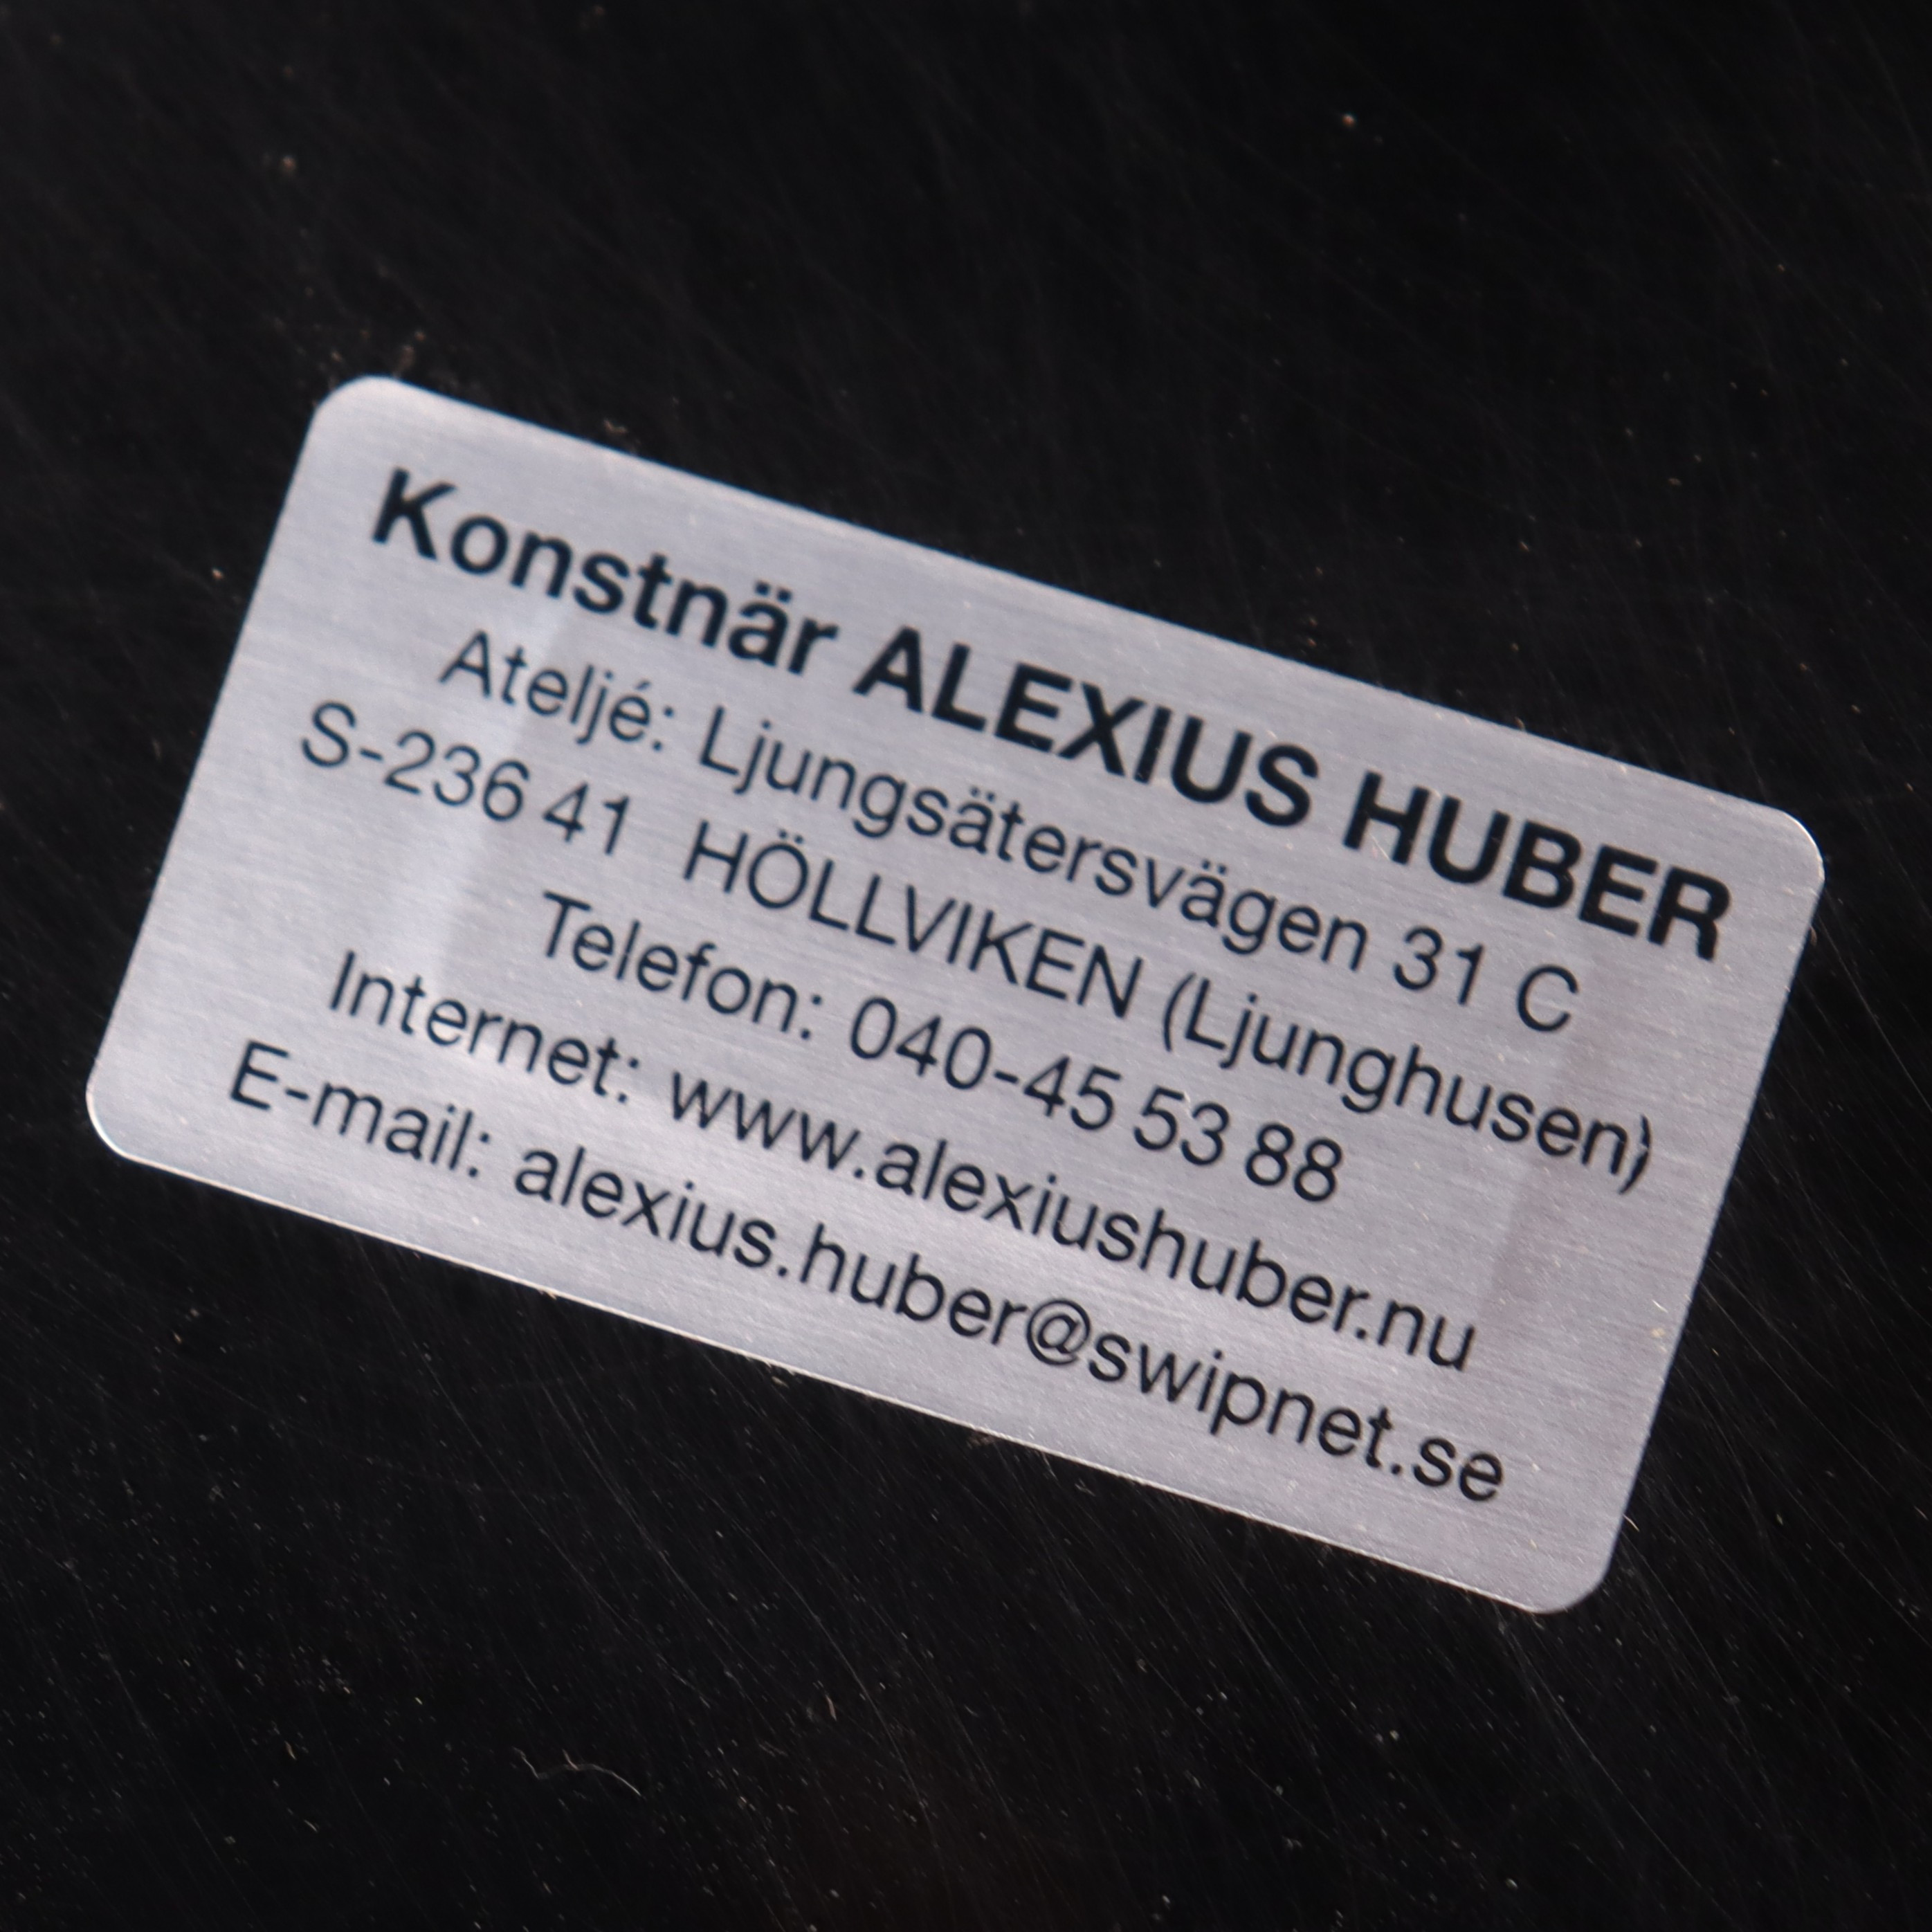 Konstnär ALEXIUS HUBER
Ateljé: Ljungsätersvägen 31 C
S-236 41 HÖLLVIKEN (Ljunghusen)
Telefon: 040-45 53 88
Internet: www.alexiushuber.nu
E-mail: alexius.huber@swipnet.se